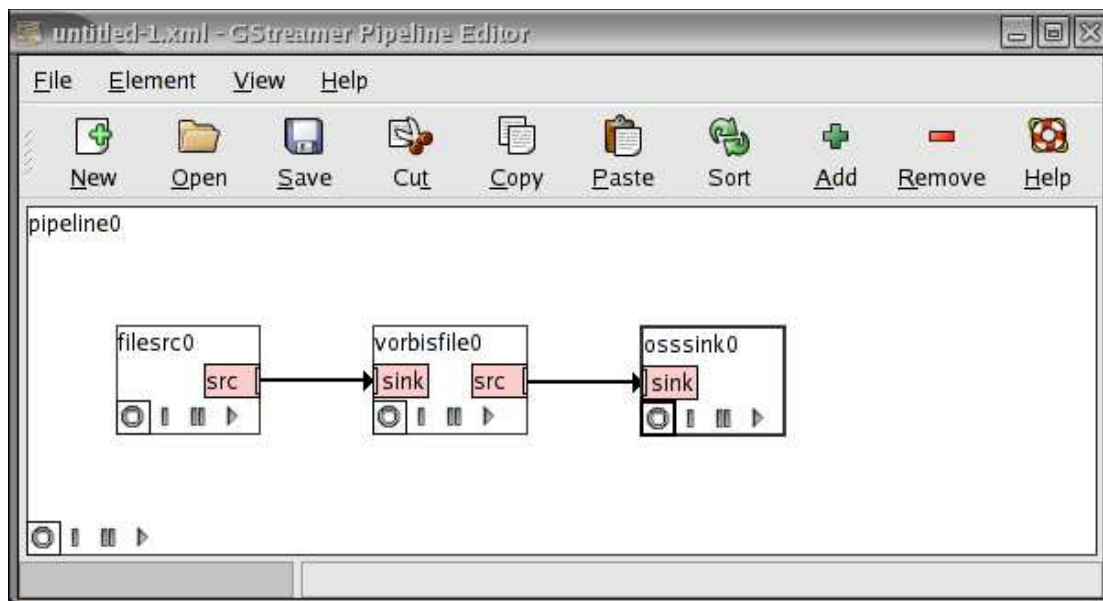 untitled-1.xml - GStreamer Pipeline Editor
File Element View Help
New Open Save Cut Copy Paste Sort Add Remove Help
pipeline0
filesrc0 vorbisfile0 osssink0
src sink src sink